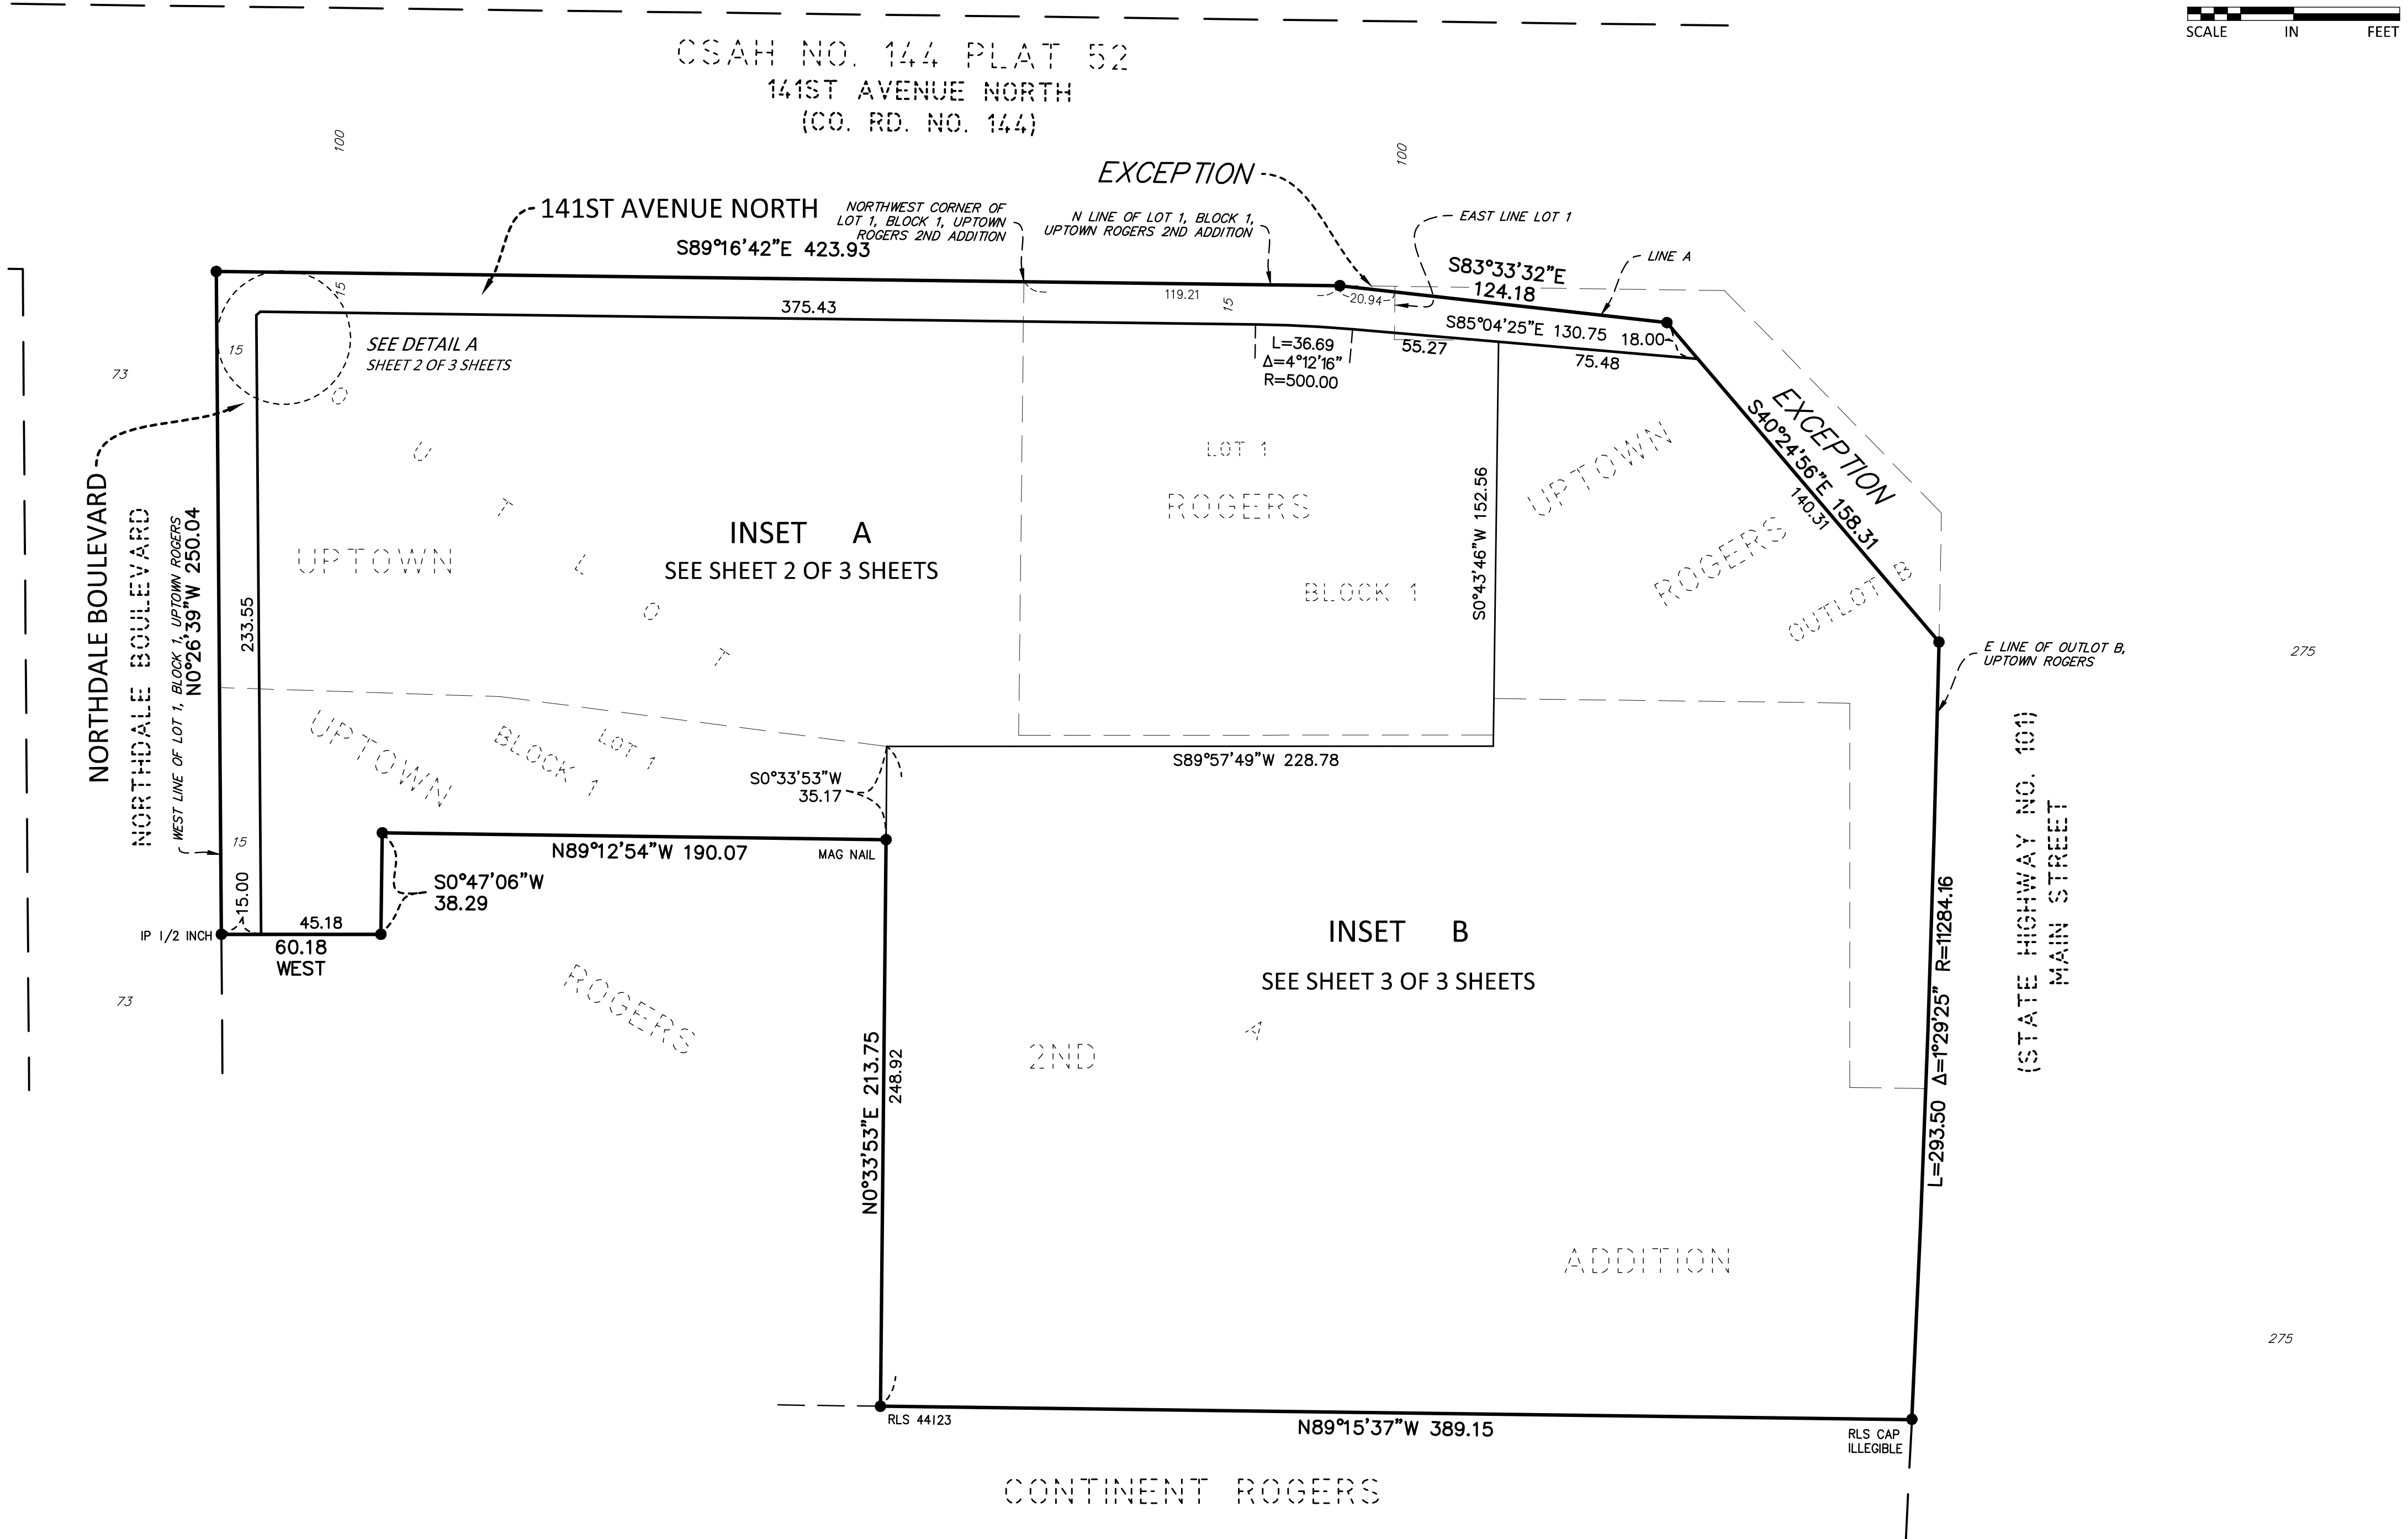 SCALE IN FEET
CSAH NO. 144 PLAT 52
141ST AVENUE NORTH
(CO. RD. NO. 144)
100
100
EXCEPTION
141ST AVENUE NORTH
NORTHWEST CORNER OF
LOT 1, BLOCK 1, UPTOWN
ROGERS 2ND ADDITION
N LINE OF LOT 1, BLOCK 1,
UPTOWN ROGERS 2ND ADDITION
EAST LINE LOT 1
LINE A
S89°16'42"E 423.93
S83°33'32"E
124.18
15
375.43
119.21
15
20.94
S85°04'25"E 130.75
18.00
L=36.69
Δ=4°12'16"
R=500.00
55.27
75.48
SEE DETAIL A
SHEET 2 OF 3 SHEETS
15
73
EXCEPTION
S40°24'56"E 158.31
140.31
O U T L O T
LOT 1
ROGERS
BLOCK 1
UPTOWN
ROGERS
OUTLOT B
S0°43'46"W 152.56
INSET A
SEE SHEET 2 OF 3 SHEETS
UPTOWN
NORTHDALE BOULEVARD
NORTHDALE BOULEVARD
WEST LINE OF LOT 1, BLOCK 1, UPTOWN ROGERS
N0°26'39"W 250.04
233.55
E LINE OF OUTLOT B,
UPTOWN ROGERS
275
UPTOWN
BLOCK 1
LOT 1
S0°33'53"W
35.17
S89°57'49"W 228.78
15
N89°12'54"W 190.07
MAG NAIL
S0°47'06"W
38.29
15.00
IP 1/2 INCH
45.18
60.18
WEST
73
ROGERS
INSET B
SEE SHEET 3 OF 3 SHEETS
(STATE HIGHWAY NO. 101)
MAIN STREET
L=293.50 Δ=1°29'25" R=11284.16
N0°33'53"E 213.75
248.92
2ND
A
ADDITION
275
RLS 44123
N89°15'37"W 389.15
RLS CAP
ILLEGIBLE
CONTINENT ROGERS